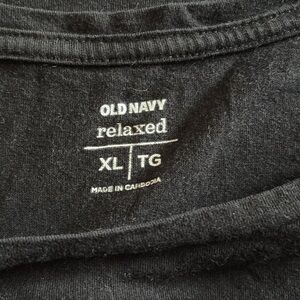 OLD NAVY
relaxed
XL | TG
MADE IN CAMBODIA